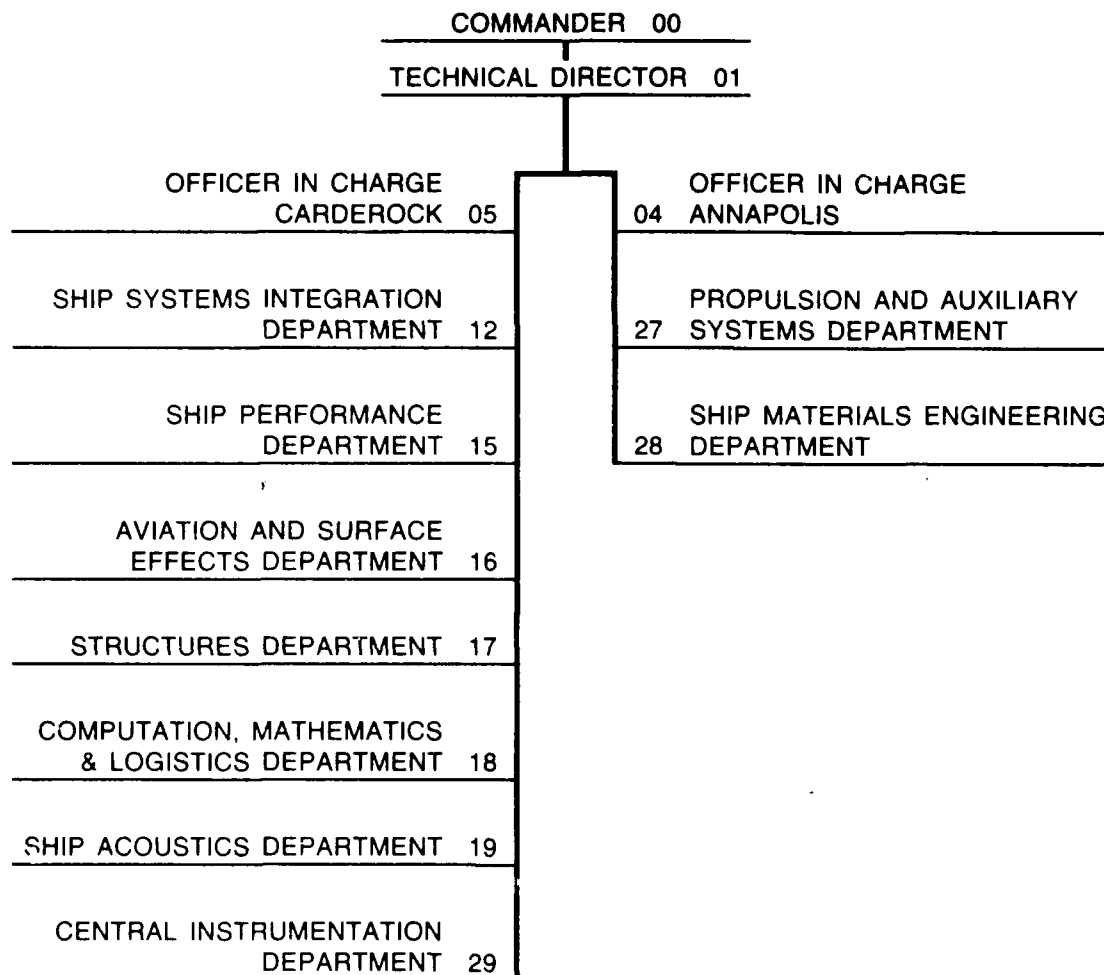 COMMANDER 00
TECHNICAL DIRECTOR 01
OFFICER IN CHARGE
CARDEROCK 05
SHIP SYSTEMS INTEGRATION
DEPARTMENT 12
SHIP PERFORMANCE
DEPARTMENT 15
AVIATION AND SURFACE
EFFECTS DEPARTMENT 16
STRUCTURES DEPARTMENT 17
COMPUTATION, MATHEMATICS
& LOGISTICS DEPARTMENT 18
SHIP ACOUSTICS DEPARTMENT 19
CENTRAL INSTRUMENTATION
DEPARTMENT 29
OFFICER IN CHARGE
04 ANNAPOLIS
PROPULSION AND AUXILIARY
27 SYSTEMS DEPARTMENT
SHIP MATERIALS ENGINEERING
28 DEPARTMENT